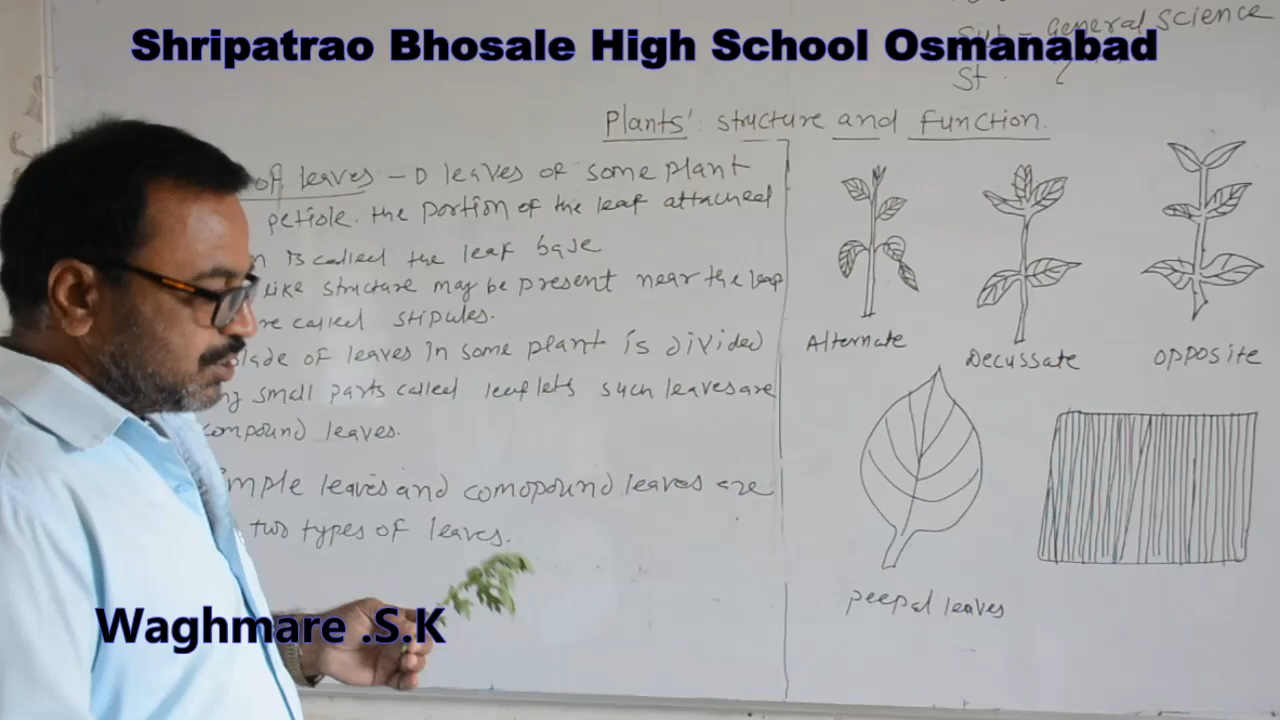 Shripatrao Bhosale High School Osmanabad
Sub - General Science
St
Plants' structure and Function.
of leaves - ① leaves of some plant
petiole. the portion of the leaf attached
is called the leaf base
like structure may be present near the leaf
called stipules.
of leaves in some plant is divided
small parts called leaflets such leaves are
compound leaves.
leaves and comopound leaves are
two types of leaves.
Alternate
Decussate
opposite
peepal leaves
Waghmare .S.K